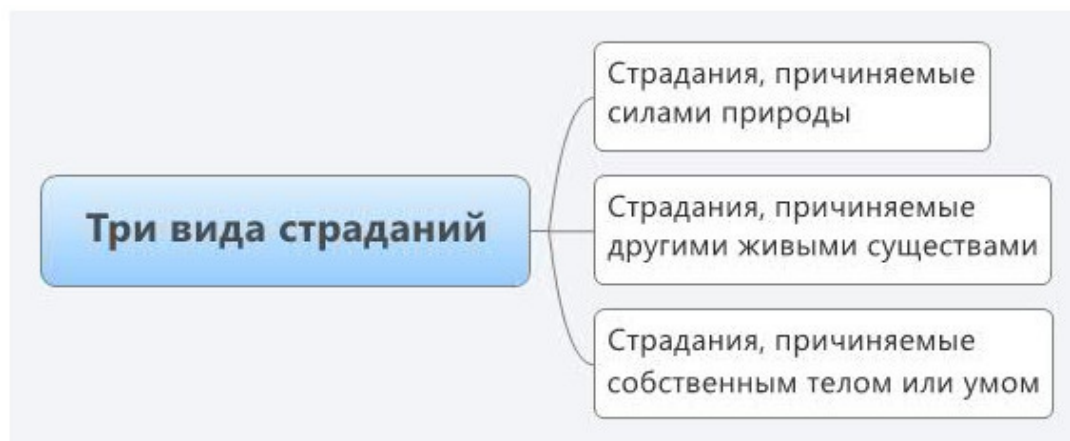 Три вида страданий
Страдания, причиняемые
силами природы
Страдания, причиняемые
другими живыми существами
Страдания, причиняемые
собственным телом или умом